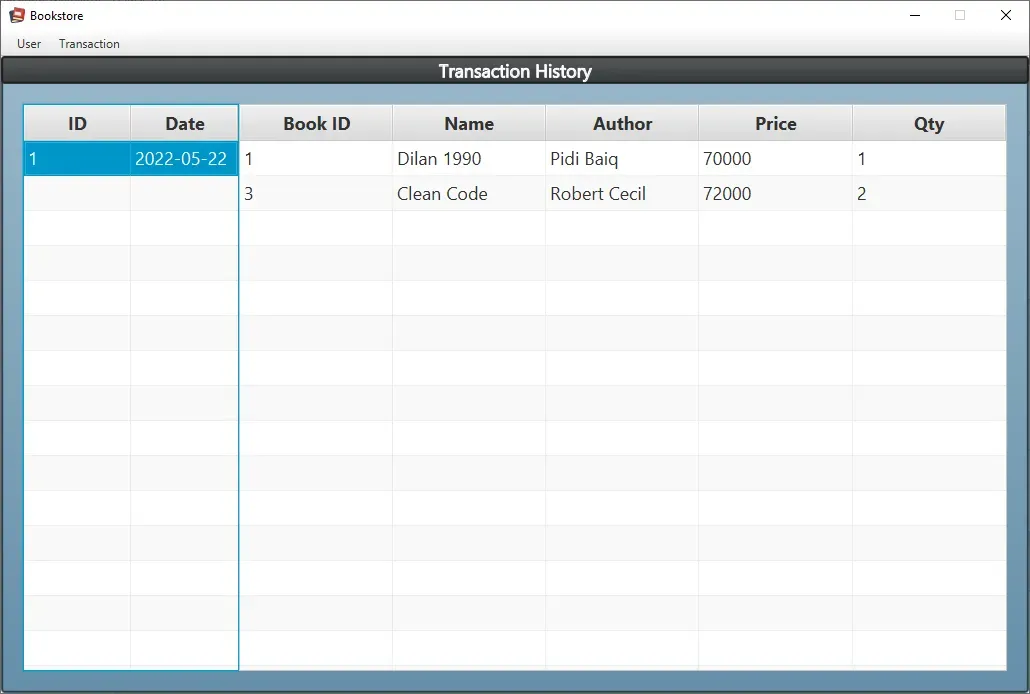 Bookstore
User Transaction
Transaction History
ID Date Book ID Name Author Price Qty
1 2022-05-22 1 Dilan 1990 Pidi Baiq 70000 1
3 Clean Code Robert Cecil 72000 2